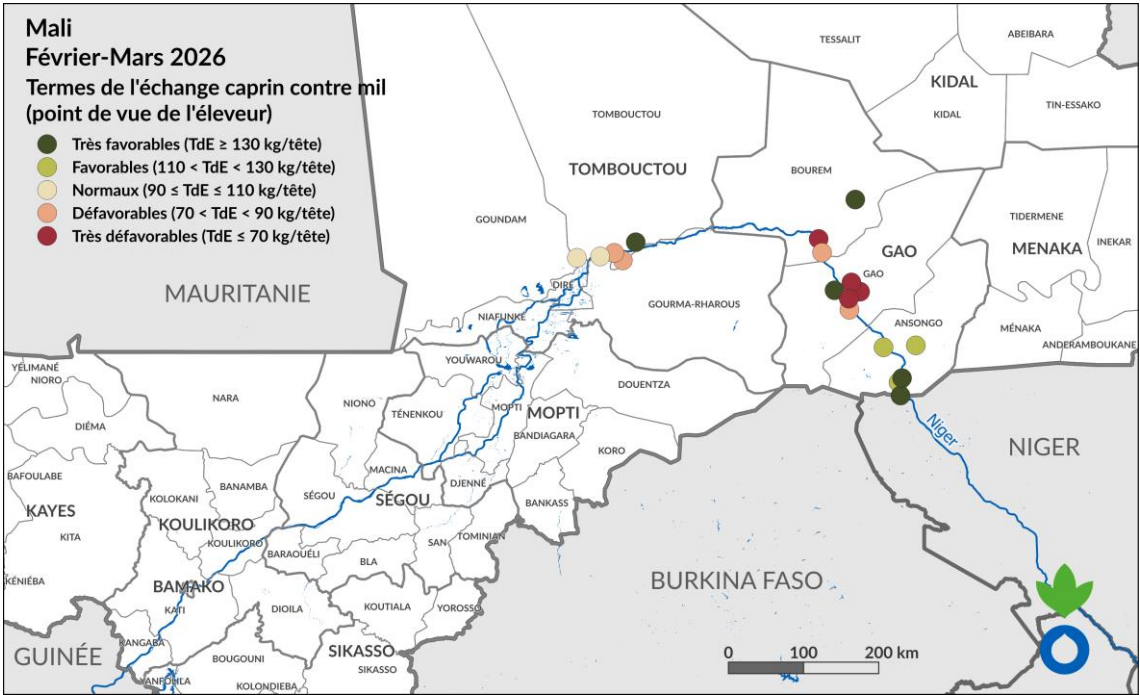 Mali
Février-Mars 2026
Termes de l'échange caprin contre mil
(point de vue de l'éleveur)
Très favorables (TdE ≥ 130 kg/tête)
Favorables (110 < TdE < 130 kg/tête)
Normaux (90 ≤ TdE ≤ 110 kg/tête)
Défavorables (70 < TdE < 90 kg/tête)
Très défavorables (TdE ≤ 70 kg/tête)
TESSALIT
ABEIBARA
KIDAL
KIDAL
TIN-ESSAKO
TOMBOUCTOU
TOMBOUCTOU
BOUREM
GOUNDAM
TIDERMENE
MENAKA
INEKAR
GAO
GAO
MAURITANIE
DIRE
GOURMA-RHAROUS
NIAFUNKE
ANSONGO
MÉNAKA
ANDERAMBOUKANE
YOUWAROU
YÉLIMANÉ
NIORO
DOUENTZA
NARA
NIONO
TÉNENKOU
MOPTI
MOPTI
BANDIAGARA
DIÉMA
Niger
NIGER
KORO
MACINA
BAFOULABE
BANAMBA
DJENNÉ
KOLOKANI
SÉGOU
SÉGOU
BANKASS
KAYES
KOULIKORO
KITA
KOULIKORO
SAN
TOMINIAN
BARAOUÉLI
BLA
KÉNIÉBA
BAMAKO
BURKINA FASO
KATI
DIOILA
KOUTIALA
YOROSSO
KANGABA
GUINÉE
BOUGOUNI
SIKASSO
SIKASSO
YANFOLILA
KOLONDIEBA
0 100 200 km